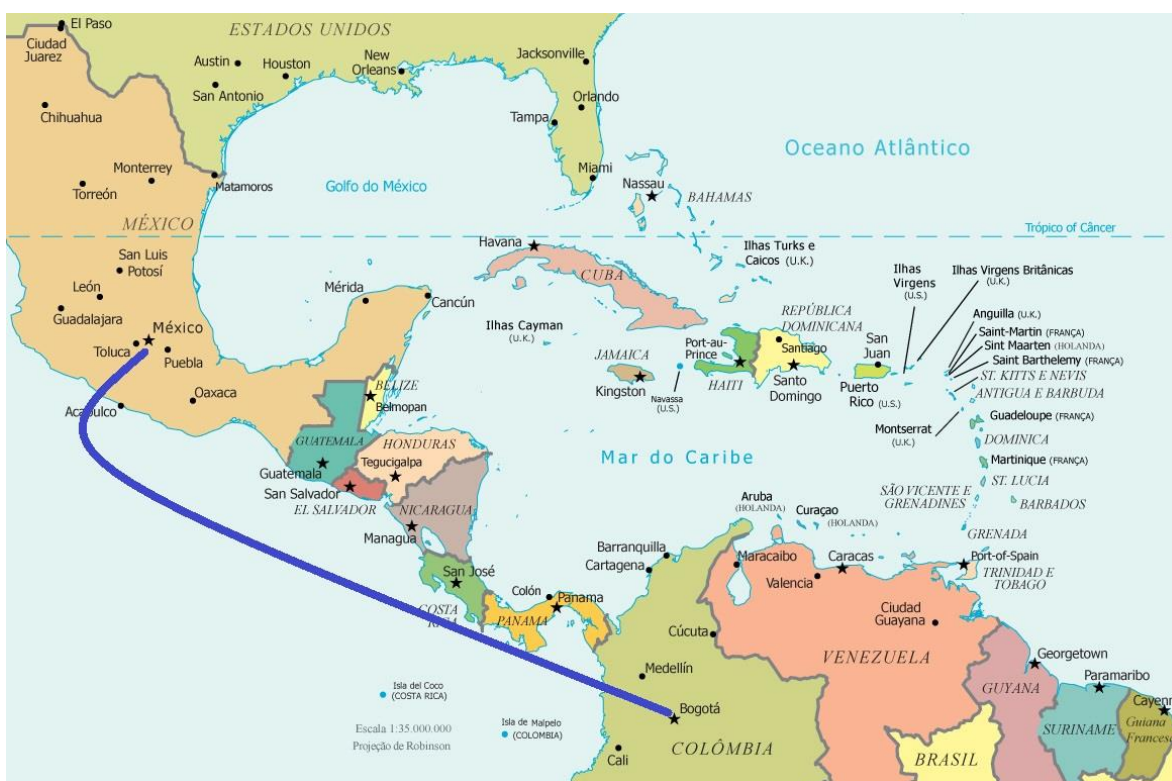 El Paso
Ciudad
Juarez
ESTADOS UNIDOS
Austin
Houston
San Antonio
New
Orleans
Jacksonville
Orlando
Tampa
Miami
Chihuahua
Monterrey
Torreón
Matamoros
MÉXICO
Golfo do México
Oceano Atlântico
Nassau
BAHAMAS
Trópico of Câncer
San Luis
Potosí
León
Guadalajara
México
Toluca
Puebla
Acapulco
Oaxaca
Mérida
Cancún
Havana
CUBA
Ilhas Turks e
Caicos (U.K.)
Ilhas Cayman
(U.K.)
JAMAICA
Kingston
Navassa
(U.S.)
Port-au-
Prince
HAITI
REPÚBLICA
DOMINICANA
Santiago
Santo
Domingo
San
Juan
Puerto
Rico (U.S.)
Ilhas
Virgens
(U.S.)
Ilhas Virgens Britânicas
(U.K.)
Anguilla (U.K.)
Saint-Martin (FRANÇA)
Sint Maarten (HOLANDA)
Saint Barthelemy (FRANÇA)
ST. KITTS E NEVIS
ANTIGUA E BARBUDA
Montserrat
(U.K.)
Guadeloupe (FRANÇA)
DOMINICA
Martinique (FRANÇA)
ST. LUCIA
SÃO VICENTE E
GRENADINES
BARBADOS
GRENADA
Port-of-Spain
TRINIDAD E
TOBAGO
BELIZE
Belmopan
GUATEMALA
Guatemala
HONDURAS
Tegucigalpa
San Salvador
EL SALVADOR
NICARAGUA
Managua
San José
COSTA
RICA
Colón
Panama
PANAMA
Mar do Caribe
Aruba
(HOLANDA)
Curaçao
(HOLANDA)
Barranquilla
Cartagena
Maracaibo
Valencia
Caracas
Ciudad
Guayana
VENEZUELA
Cúcuta
Medellín
Bogotá
Cali
COLÔMBIA
Georgetown
GUYANA
Paramaribo
SURINAME
Guiana
BRASIL
Isla del Coco
(COSTA RICA)
Isla de Malpelo
(COLOMBIA)
Escala 1:35.000.000
Projeção de Robinson